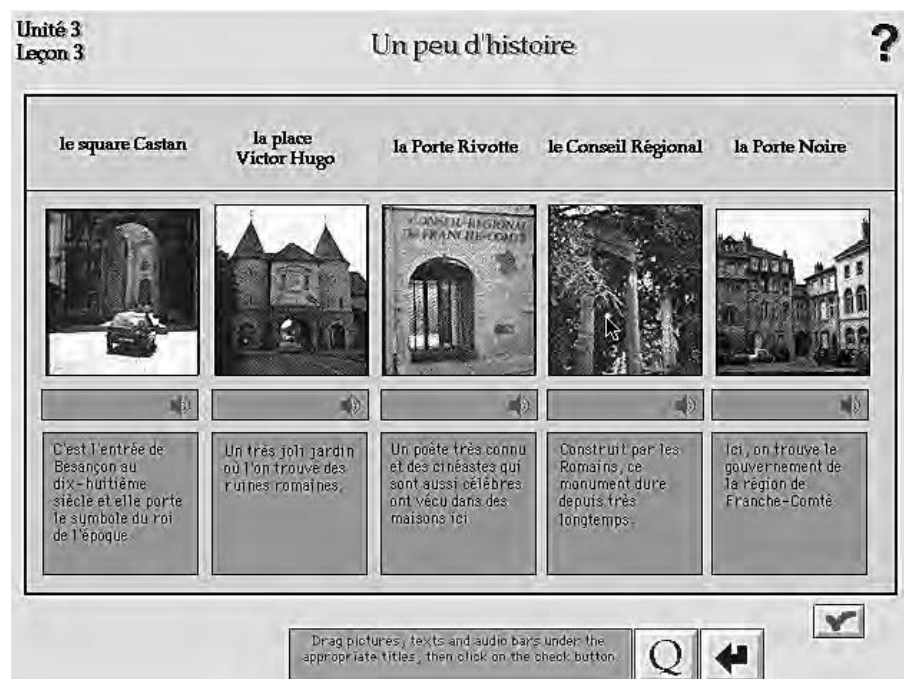 Unité 3
Leçon 3
Un peu d'histoire
?
le square Castan
la place
Victor Hugo
la Porte Rivotte
le Conseil Régional
la Porte Noire
CONSEIL-REGIONAL
De FRANCHE-COMTÉ
C'est l'entrée de
Besançon au
dix-huitième
siècle et elle porte
le symbole du roi
de l'époque
Un très joli jardin
où l'on trouve des
ruines romaines.
Un poète très connu
et des cinéastes qui
sont aussi célèbres
ont vécu dans des
maisons ici
Construit par les
Romains, ce
monument dure
depuis très
longtemps.
Ici, on trouve le
gouvernement de
la région de
Franche-Comté
Drag pictures, texts and audio bars under the
appropriate titles, then click on the check button.
Q